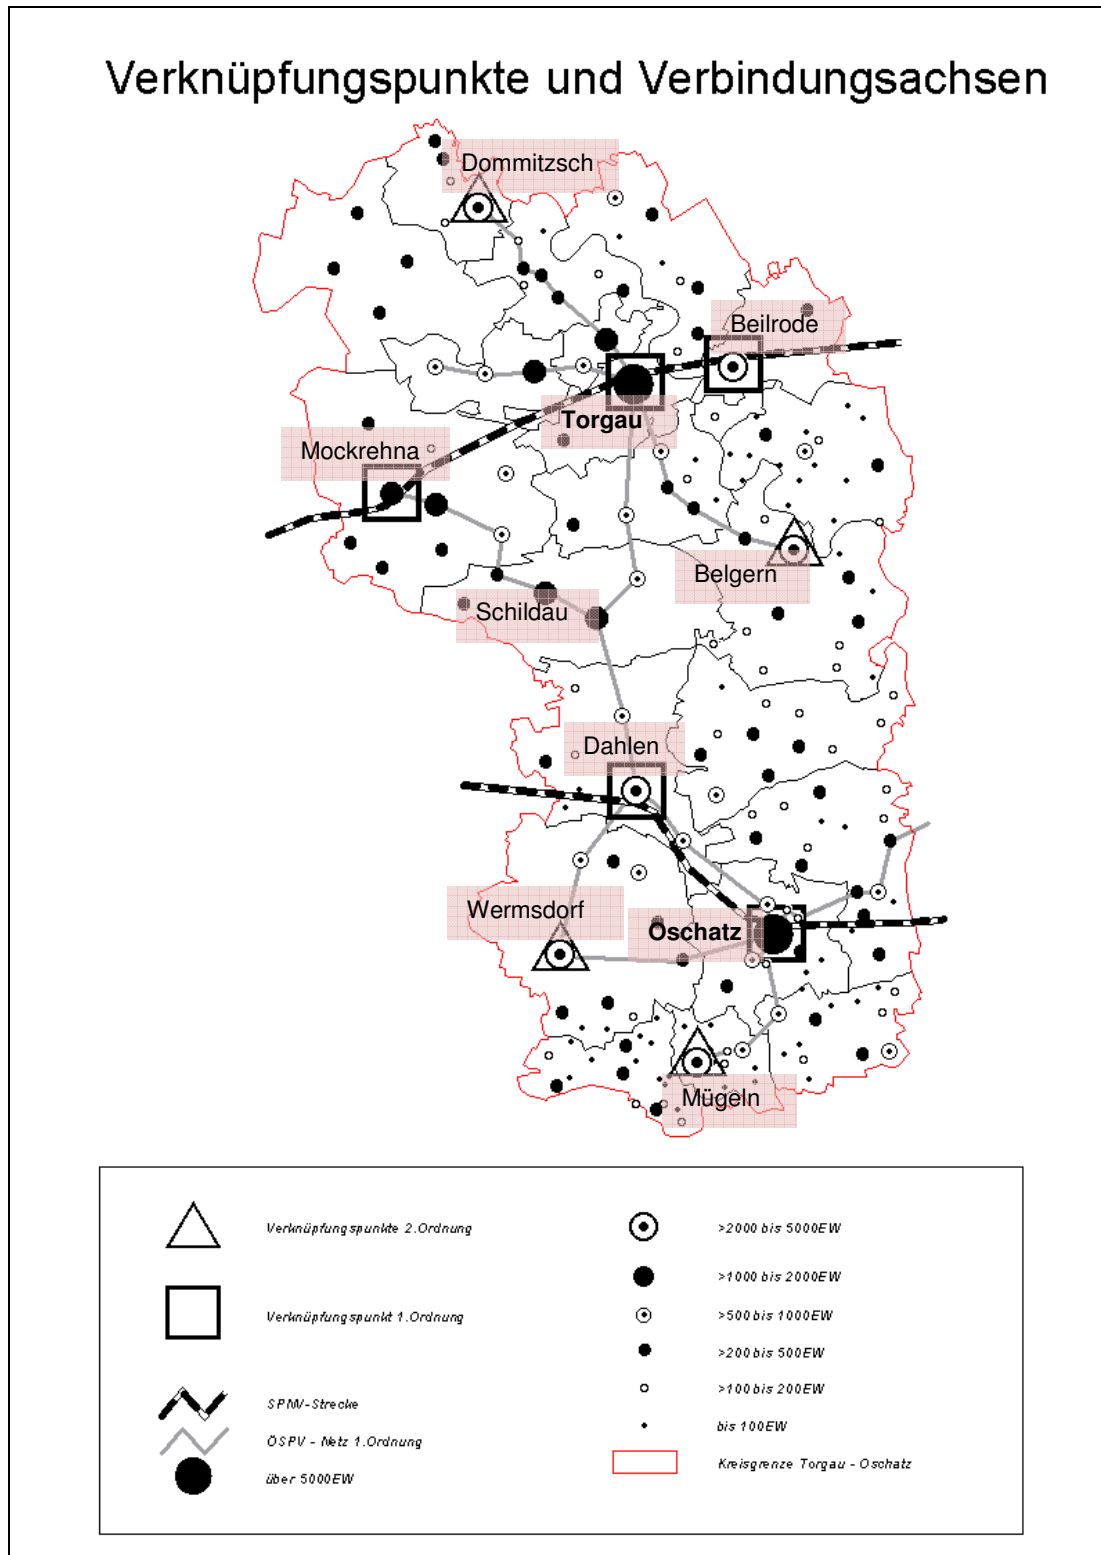 Verknüpfungspunkte und Verbindungsachsen
Dommitzsch
Beilrode
Torgau
Mockrehna
Belgern
Schildau
Dahlen
Wermsdorf
Oschatz
Mügeln
Verknüpfungspunkte 2.Ordnung
Verknüpfungspunkt 1.Ordnung
SPNV-Strecke
ÖSPV - Netz 1.Ordnung
über 5000EW
>2000 bis 5000EW
>1000 bis 2000EW
>500 bis 1000EW
>200 bis 500EW
>100 bis 200EW
bis 100EW
Kreisgrenze Torgau - Oschatz